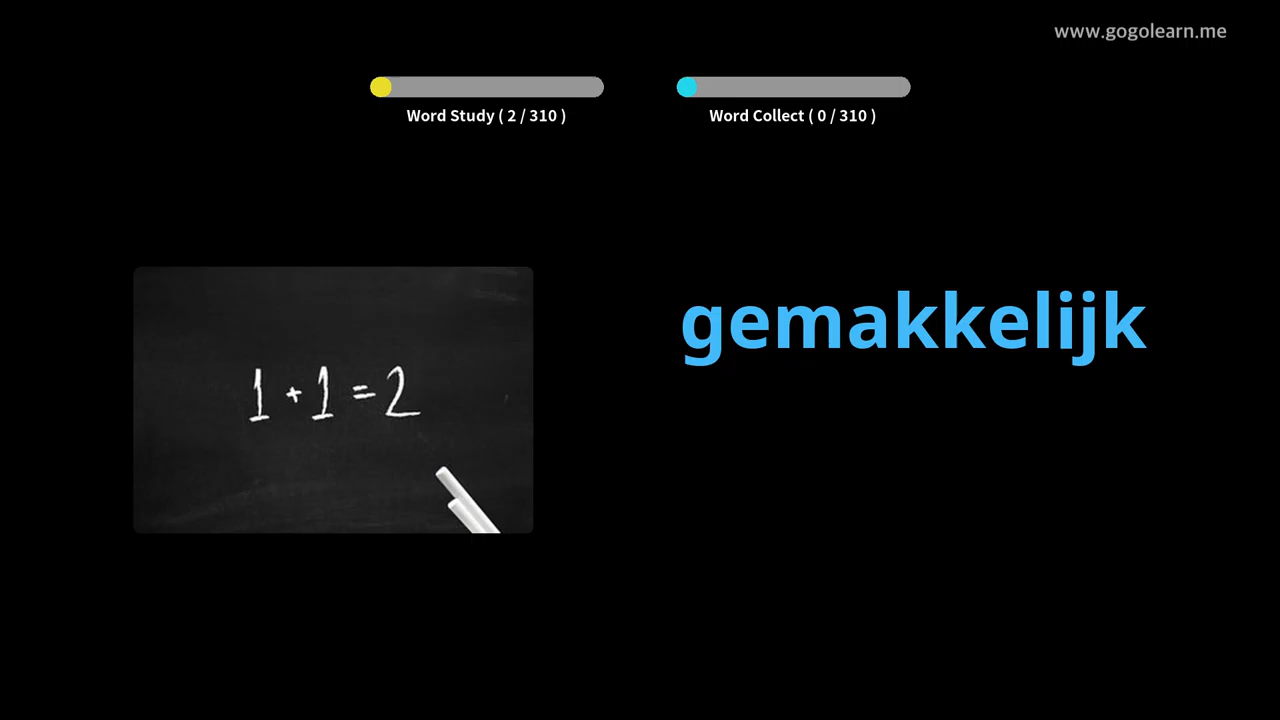 www.gogolearn.me
Word Study ( 2 / 310 )
Word Collect ( 0 / 310 )
gemakkelijk
1 + 1 = 2